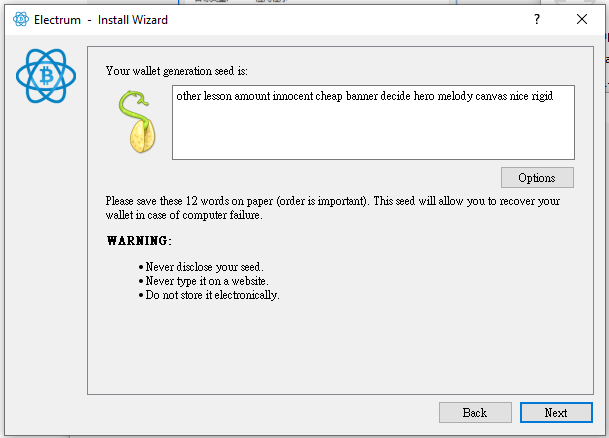 Electrum - Install Wizard
Your wallet generation seed is:
other lesson amount innocent cheap banner decide hero melody canvas nice rigid
Options
Please save these 12 words on paper (order is important). This seed will allow you to recover your
wallet in case of computer failure.
WARNING:
• Never disclose your seed.
• Never type it on a website.
• Do not store it electronically.
Back
Next